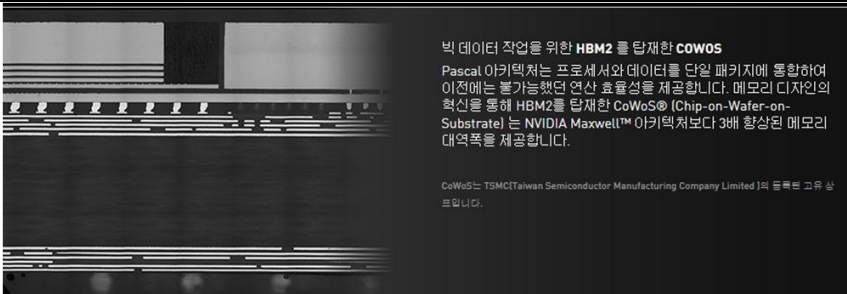 빅 데이터 작업을 위한 HBM2 를 탑재한 COWOS
Pascal 아키텍처는 프로세서와 데이터를 단일 패키지에 통합하여
이전에는 불가능했던 연산 효율성을 제공합니다. 메모리 디자인의
혁신을 통해 HBM2를 탑재한 CoWoS® (Chip-on-Wafer-on-
Substrate) 는 NVIDIA Maxwell™ 아키텍처보다 3배 향상된 메모리
대역폭을 제공합니다.
CoWoS는 TSMC(Taiwan Semiconductor Manufacturing Company Limited )의 등록된 고유 상
표입니다.